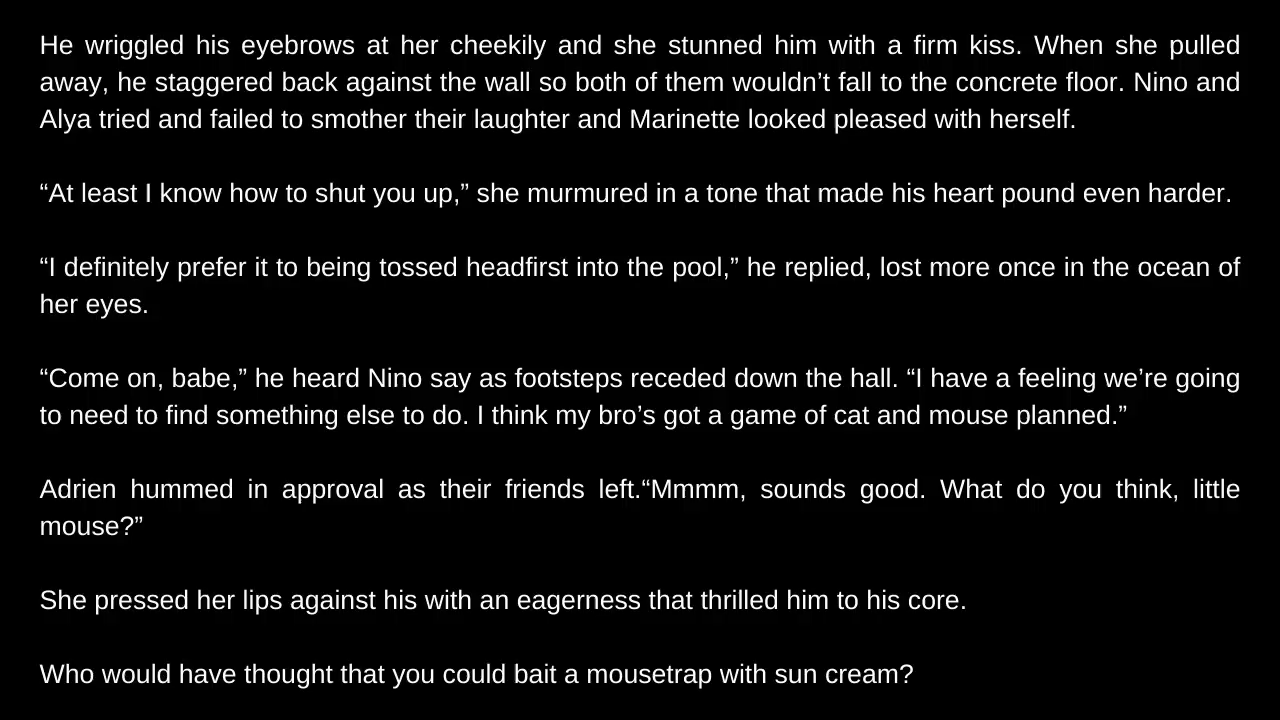 He wriggled his eyebrows at her cheekily and she stunned him with a firm kiss. When she pulled
away, he staggered back against the wall so both of them wouldn’t fall to the concrete floor. Nino and
Alya tried and failed to smother their laughter and Marinette looked pleased with herself.
“At least I know how to shut you up,” she murmured in a tone that made his heart pound even harder.
“I definitely prefer it to being tossed headfirst into the pool,” he replied, lost more once in the ocean of
her eyes.
“Come on, babe,” he heard Nino say as footsteps receded down the hall. “I have a feeling we’re going
to need to find something else to do. I think my bro’s got a game of cat and mouse planned.”
Adrien hummed in approval as their friends left.“Mmmm, sounds good. What do you think, little
mouse?”
She pressed her lips against his with an eagerness that thrilled him to his core.
Who would have thought that you could bait a mousetrap with sun cream?